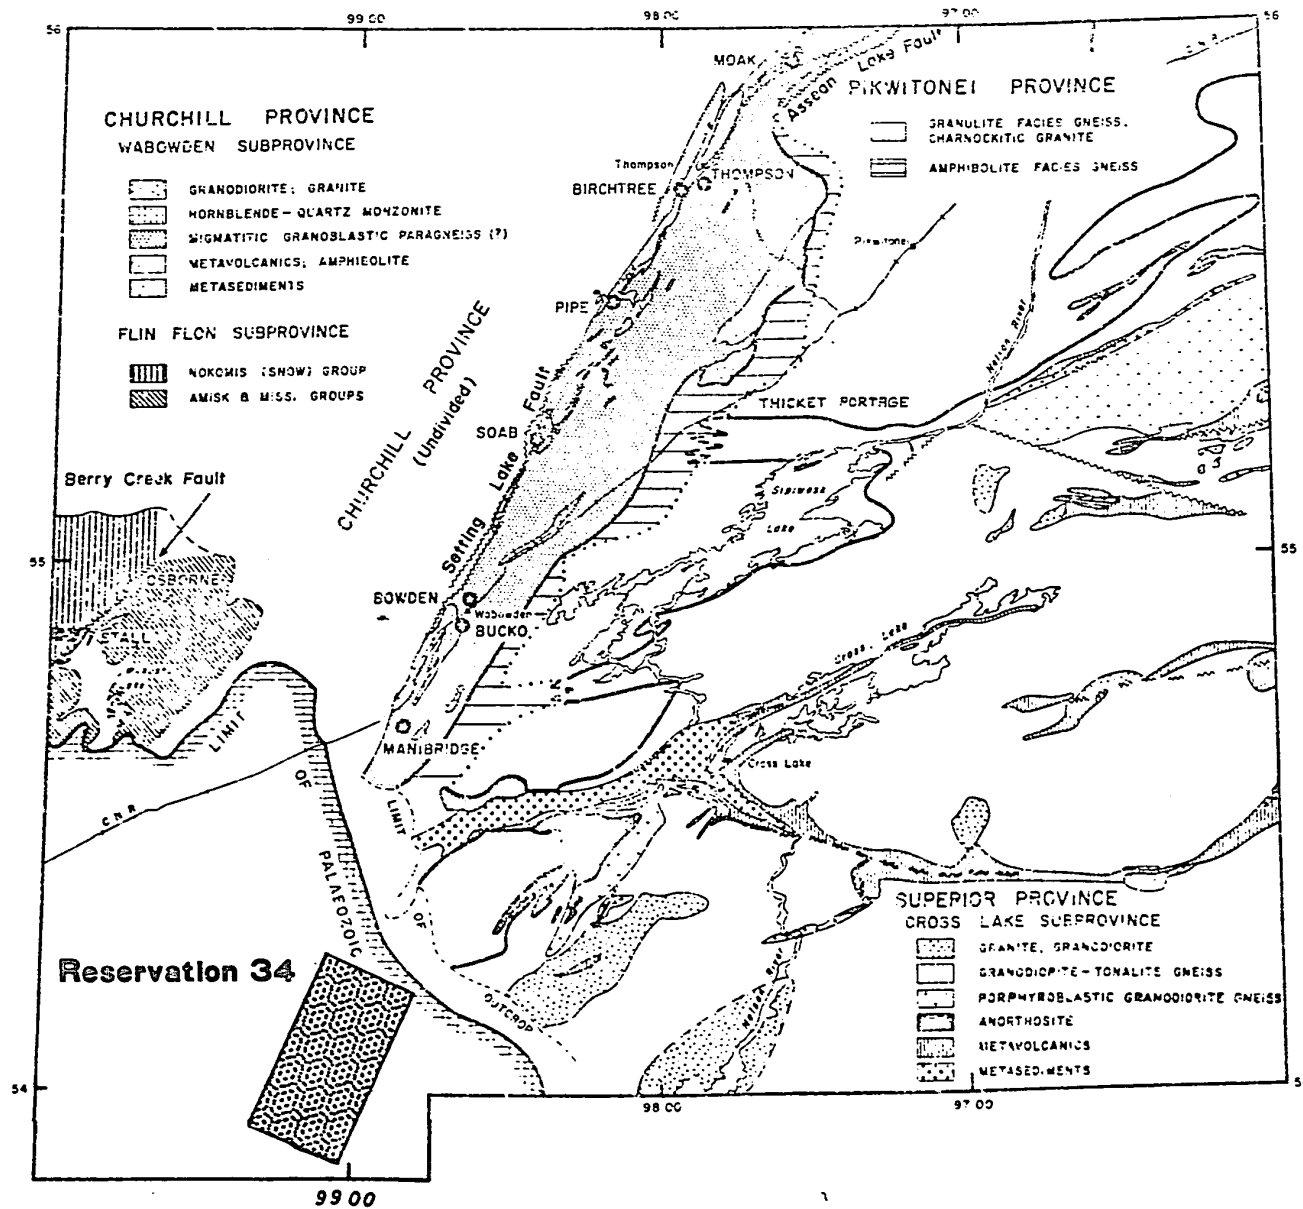 99 00
98 00
97 00
56
56
MOAK
Assean Lake Fault
C N R
PIKWITONEI PROVINCE
GRANULITE FACIES GNEISS,
CHARNOCKITIC GRANITE
AMPHIBOLITE FACIES GNEISS
CHURCHILL PROVINCE
WABOWDEN SUBPROVINCE
GRANODIORITE; GRANITE
HORNBLENDE - QUARTZ MONZONITE
MIGMATITIC GRANOBLASTIC PARAGNEISS (?)
METAVOLCANICS; AMPHIBOLITE
METASEDIMENTS
FLIN FLON SUBPROVINCE
NOKOMIS (SNOW) GROUP
AMISK & MISS. GROUPS
Thompson
THOMPSON
BIRCHTREE
Pikwitonei
PIPE
CHURCHILL PROVINCE
(Undivided)
Nelson River
THICKET PORTAGE
SOAB
Setting Lake Fault
Berry Creek Fault
Sipiwesk
Lake
55
55
OSBORNE
BOWDEN
Wabowden
BUCKO
STALL
Cross Lake
LIMIT
OF
PALAEOZOIC
MANIBRIDGE
Cross Lake
C N R
LIMIT
OF
OUTCROP
Reservation 34
Nelson River
SUPERIOR PROVINCE
CROSS LAKE SUBPROVINCE
GRANITE, GRANODIORITE
GRANODIORITE - TONALITE GNEISS
PORPHYROBLASTIC GRANODIORITE GNEISS
ANORTHOSITE
METAVOLCANICS
METASEDIMENTS
54
5
98 00
97 00
99 00